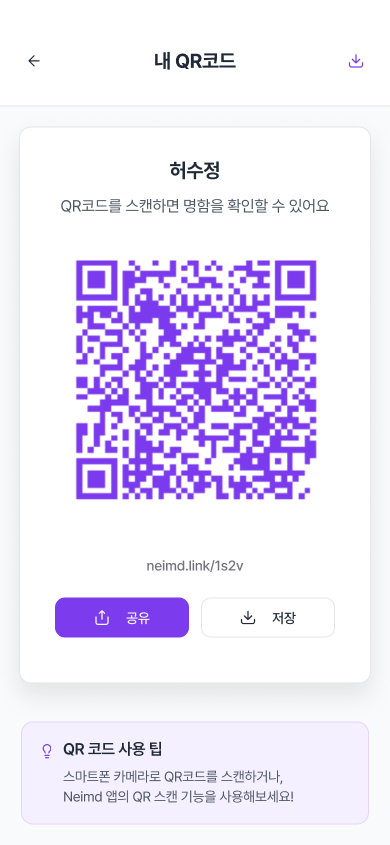 내 QR코드
허수정
QR코드를 스캔하면 명함을 확인할 수 있어요
neimd.link/1s2v
공유
저장
QR 코드 사용 팁
스마트폰 카메라로 QR코드를 스캔하거나,
Neimd 앱의 QR 스캔 기능을 사용해보세요!